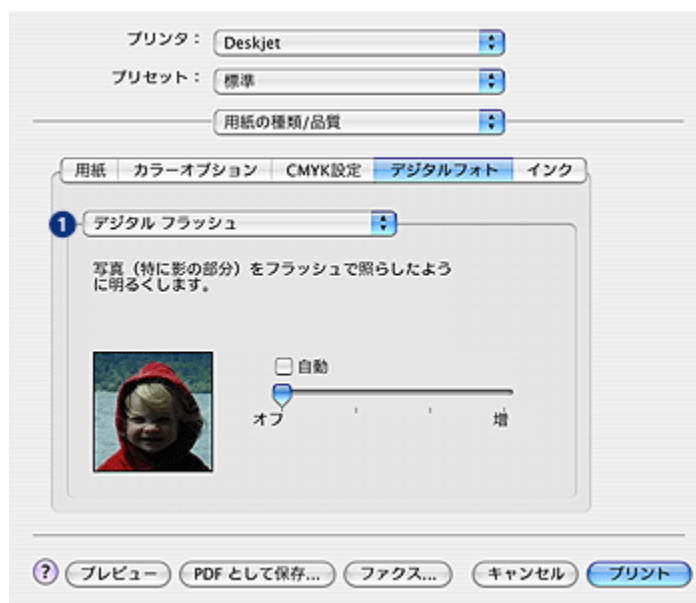 プリンタ： Deskjet
プリセット： 標準
用紙の種類/品質
用紙 カラーオプション CMYK設定 デジタルフォト インク
1 デジタル フラッシュ
写真（特に影の部分）をフラッシュで照らしたよう
に明るくします。
自動
オフ 増
? プレビュー PDF として保存... ファクス... キャンセル プリント